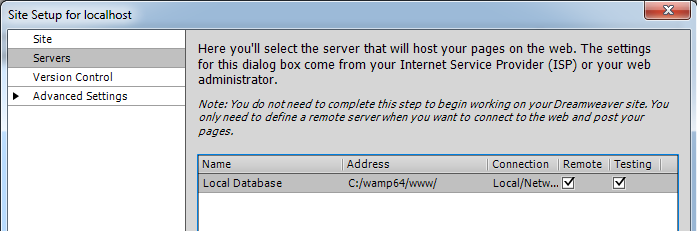 Site Setup for localhost
Site
Servers
Version Control
Advanced Settings
Here you'll select the server that will host your pages on the web. The settings
for this dialog box come from your Internet Service Provider (ISP) or your web
administrator.
Note: You do not need to complete this step to begin working on your Dreamweaver site. You
only need to define a remote server when you want to connect to the web and post your
pages.
Name Address Connection Remote Testing
Local Database C:/wamp64/www/ Local/Netw...